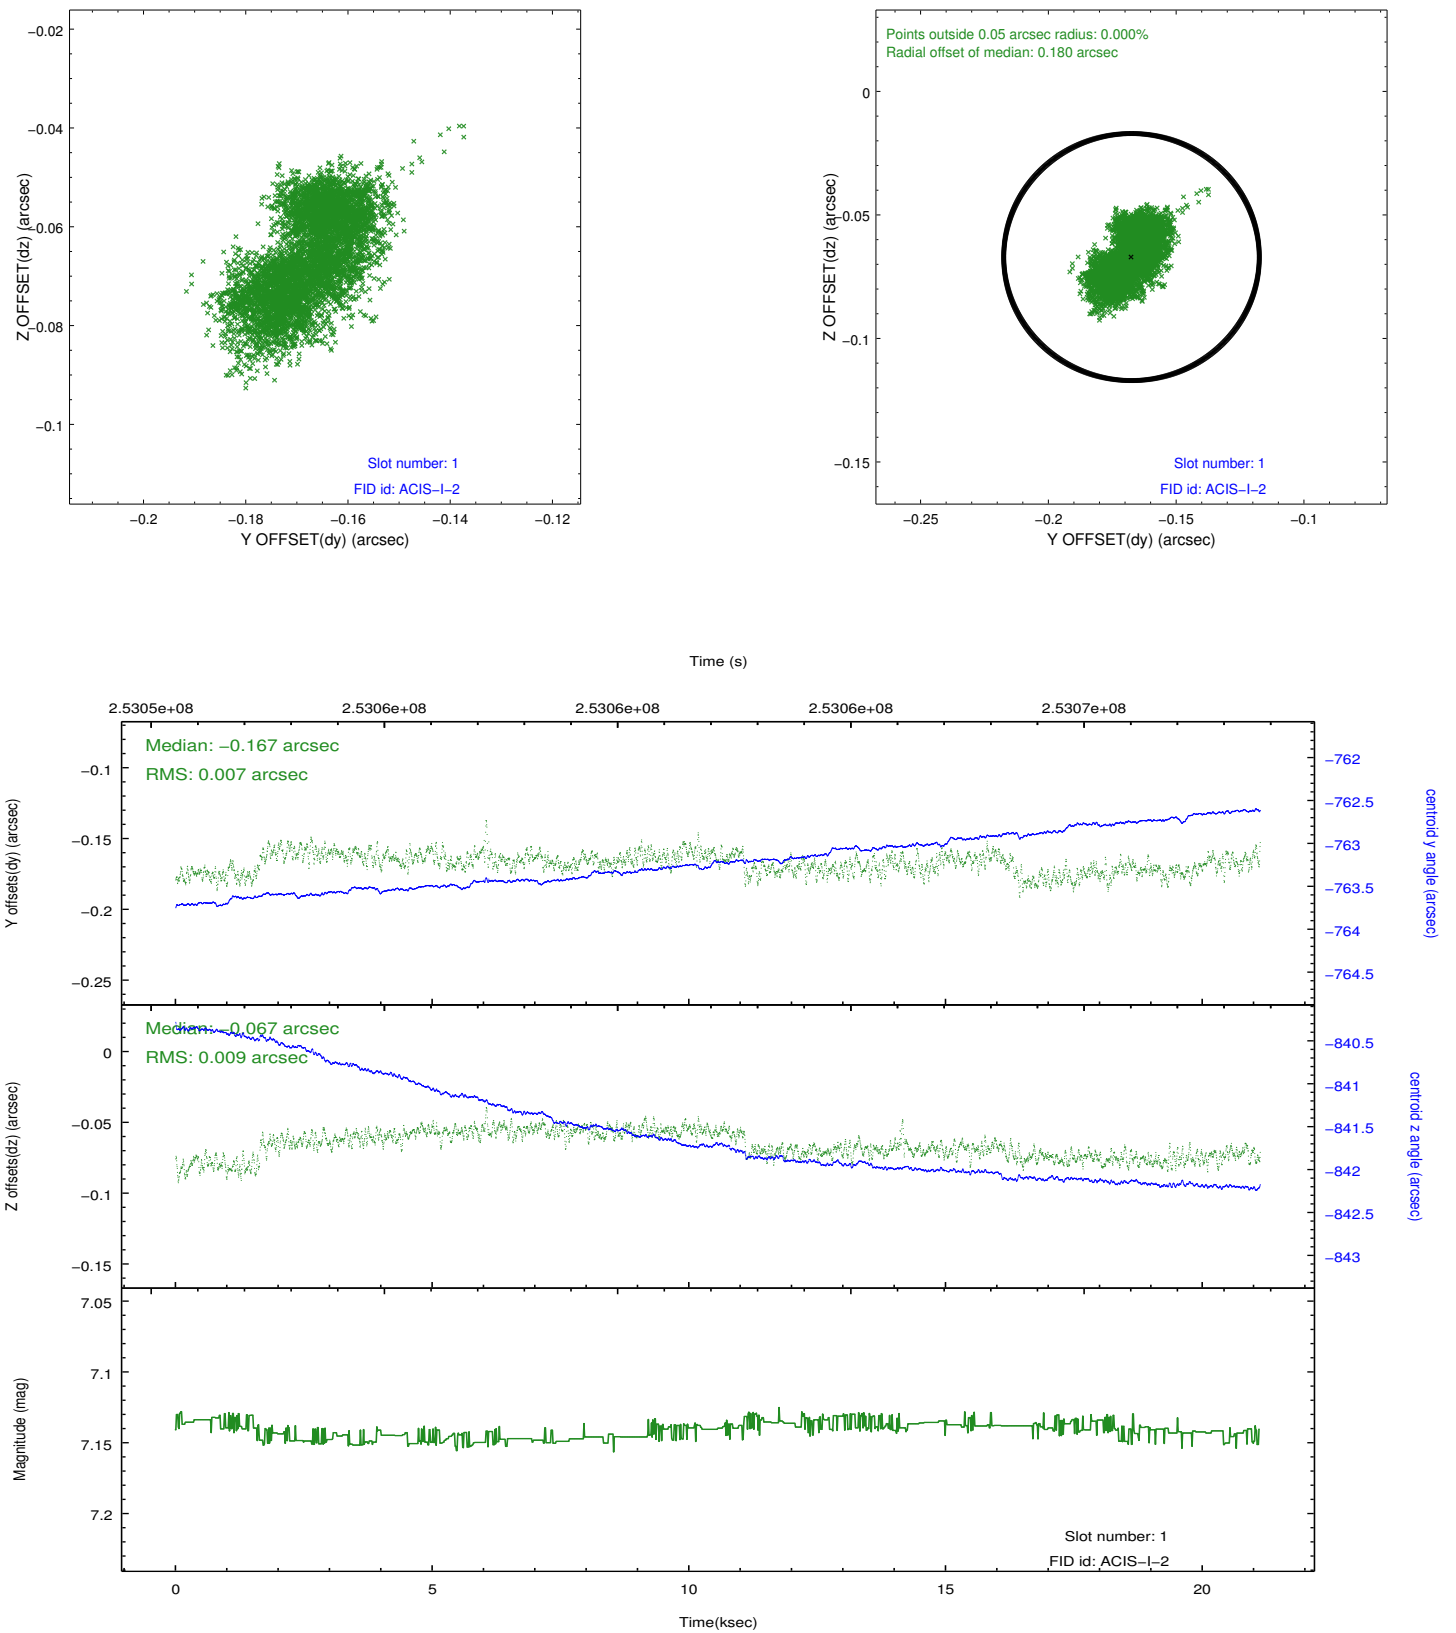 −0.02
−0.04
−0.06
−0.08
−0.1
Z OFFSET(dz) (arcsec)
Slot number: 1
FID id: ACIS−I−2
−0.2
−0.18
−0.16
−0.14
−0.12
Y OFFSET(dy) (arcsec)
Points outside 0.05 arcsec radius: 0.000%
Radial offset of median: 0.180 arcsec
0
−0.05
−0.1
−0.15
Z OFFSET(dz) (arcsec)
Slot number: 1
FID id: ACIS−I−2
−0.25
−0.2
−0.15
−0.1
Y OFFSET(dy) (arcsec)
Time (s)
2.5305e+08
2.5306e+08
2.5306e+08
2.5306e+08
2.5307e+08
Median: −0.167 arcsec
RMS: 0.007 arcsec
−0.1
−0.15
−0.2
−0.25
Y offsets(dy) (arcsec)
−762
−762.5
−763
−763.5
−764
−764.5
centroid y angle (arcsec)
Median: −0.067 arcsec
RMS: 0.009 arcsec
0
−0.05
−0.1
−0.15
Z offsets(dz) (arcsec)
−840.5
−841
−841.5
−842
−842.5
−843
centroid z angle (arcsec)
7.05
7.1
7.15
7.2
Magnitude (mag)
Slot number: 1
FID id: ACIS−I−2
0
5
10
15
20
Time(ksec)